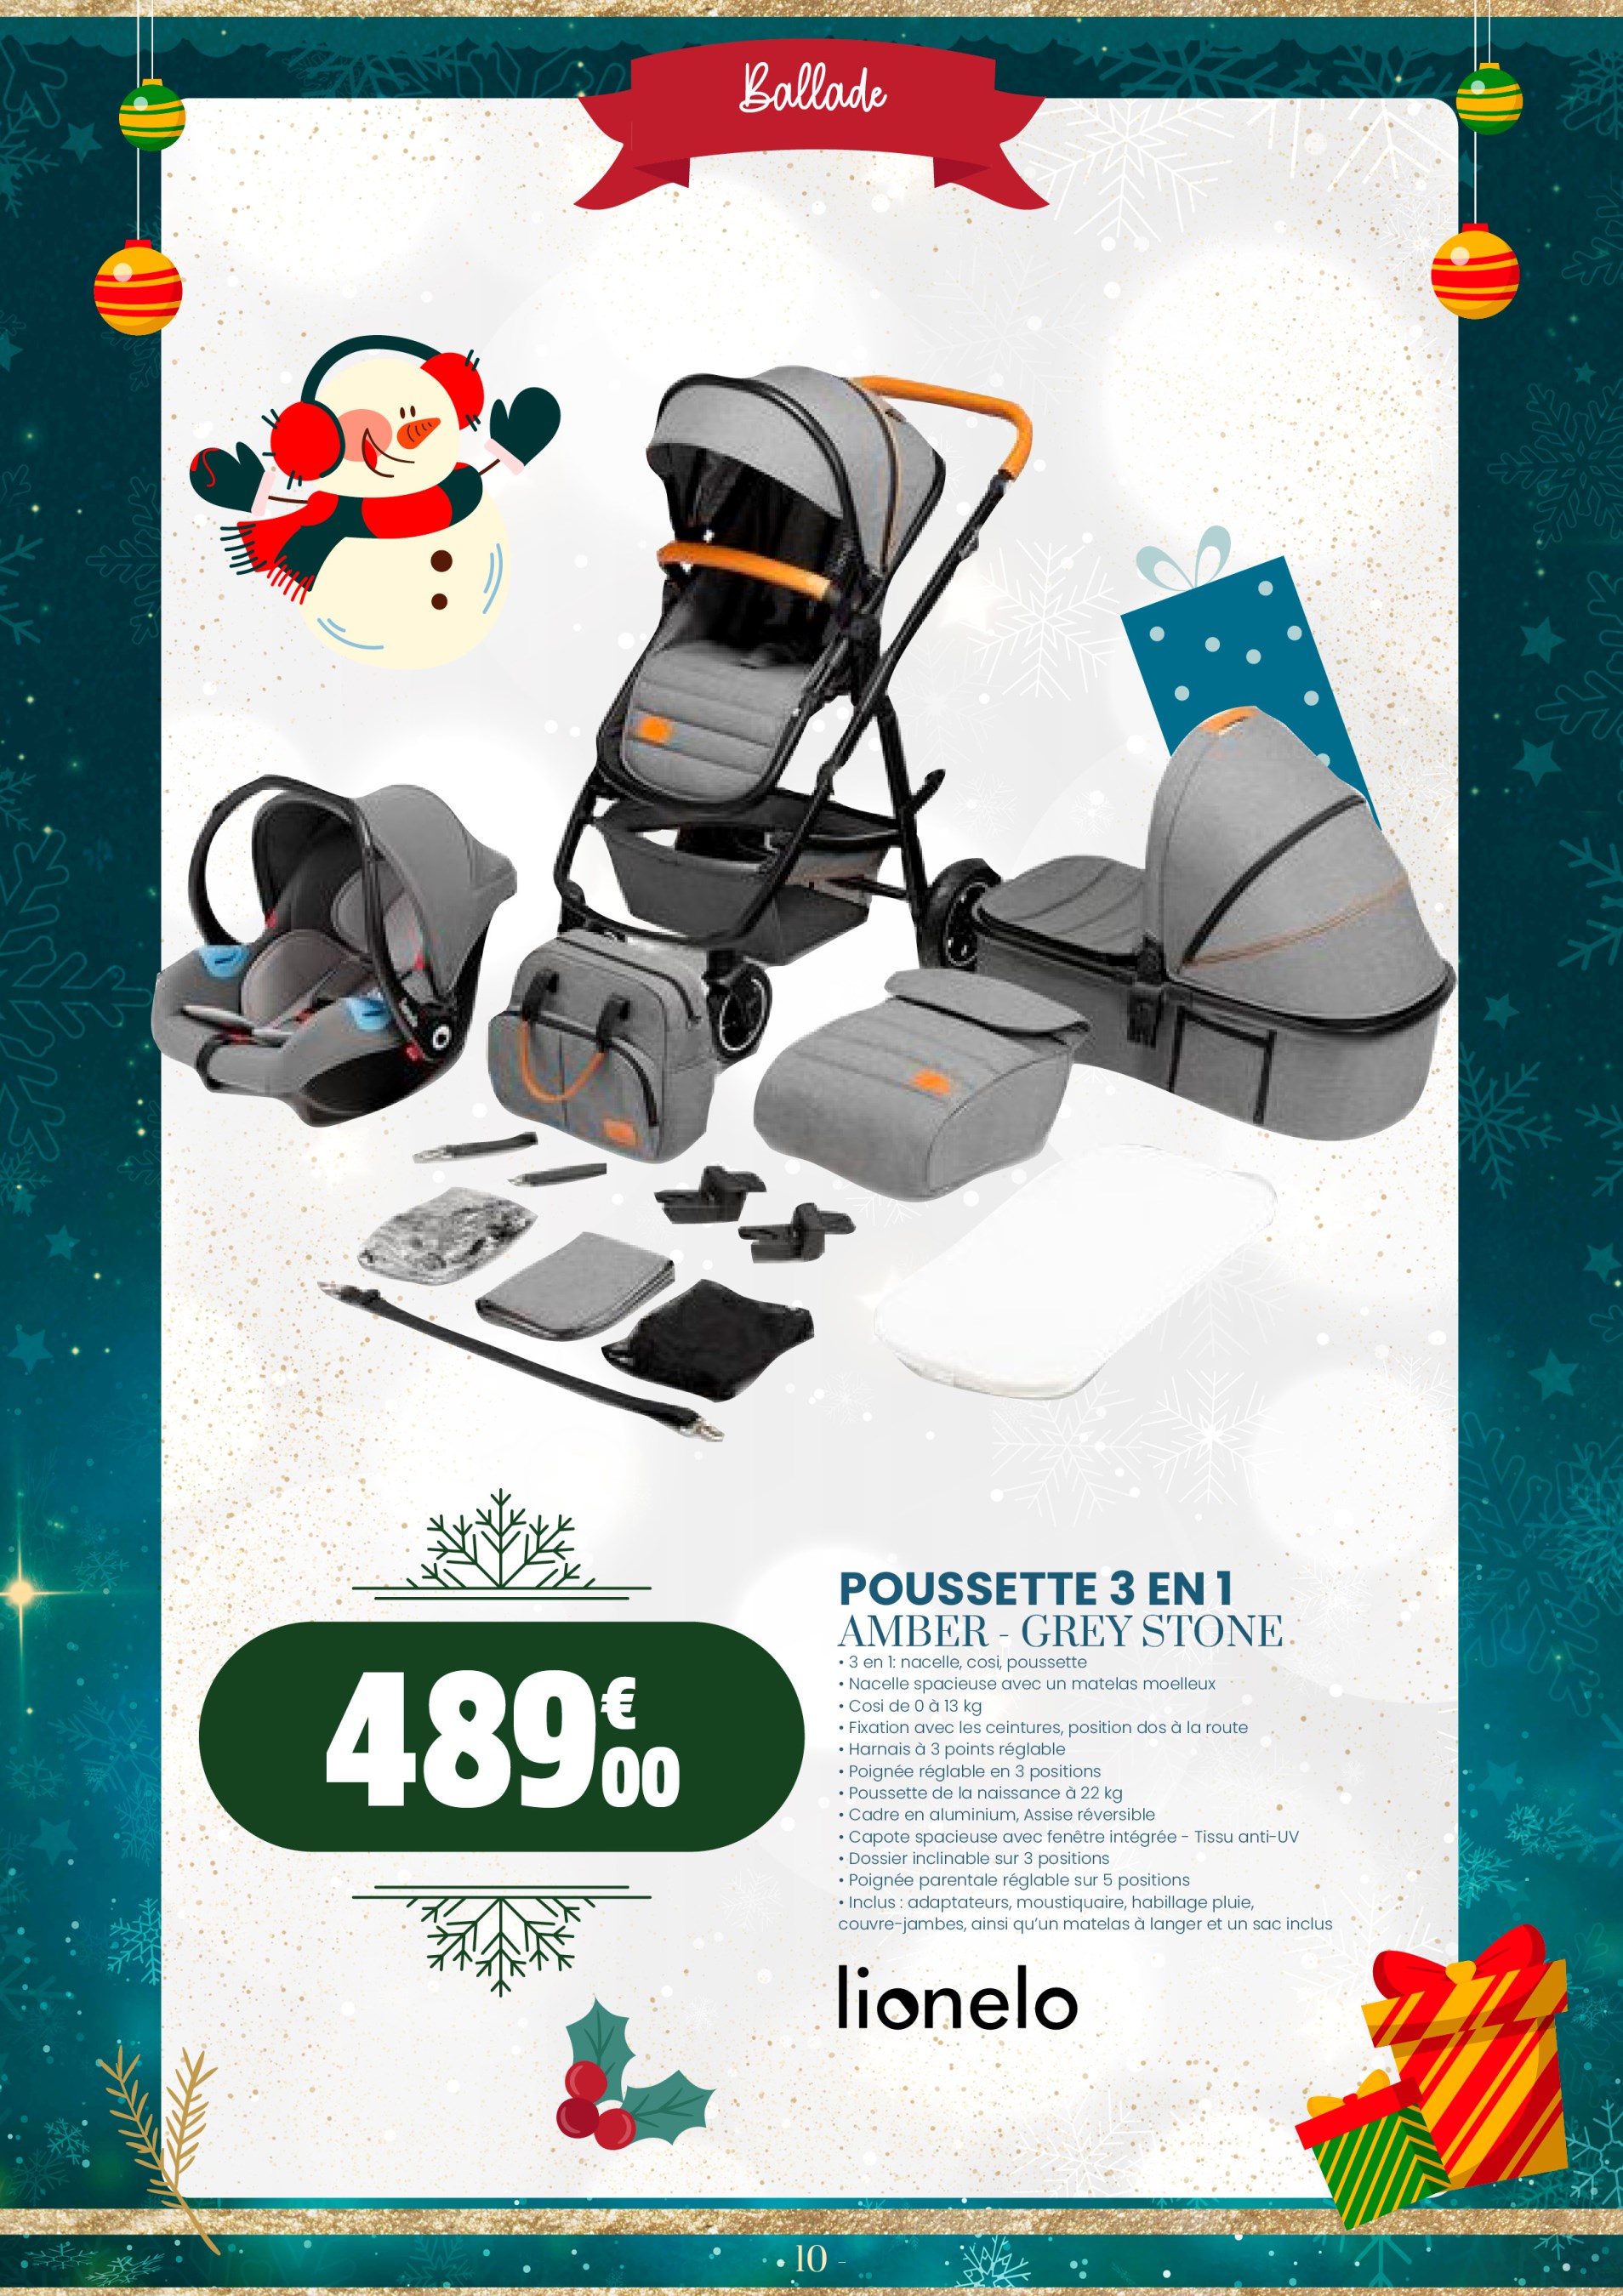 Ballade
489€00
POUSSETTE 3 EN 1
AMBER - GREY STONE
• 3 en 1: nacelle, cosi, poussette
• Nacelle spacieuse avec un matelas moelleux
• Cosi de 0 à 13 kg
• Fixation avec les ceintures, position dos à la route
• Harnais à 3 points réglable
• Poignée réglable en 3 positions
• Poussette de la naissance à 22 kg
• Cadre en aluminium, Assise réversible
• Capote spacieuse avec fenêtre intégrée - Tissu anti-UV
• Dossier inclinable sur 3 positions
• Poignée parentale réglable sur 5 positions
• Inclus : adaptateurs, moustiquaire, habillage pluie,
couvre-jambes, ainsi qu'un matelas à langer et un sac inclus
lionelo
10 -